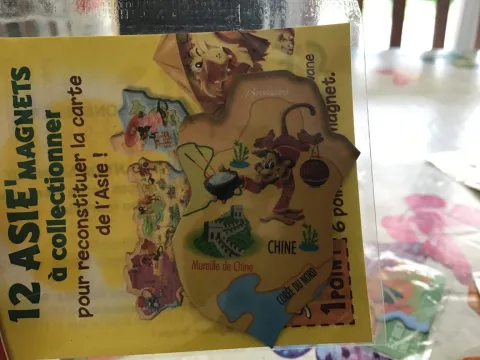 12 ASIE'MAGNETS
à collectionner
pour reconstituer la carte
de l'Asie !
CHINE
Muraille de Chine
CORÉE DU NORD
1 POINT
6 poi
magnet.